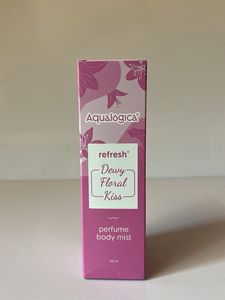 Aqualogica®
refresh®
Dewy
Floral
Kiss
perfume
body mist